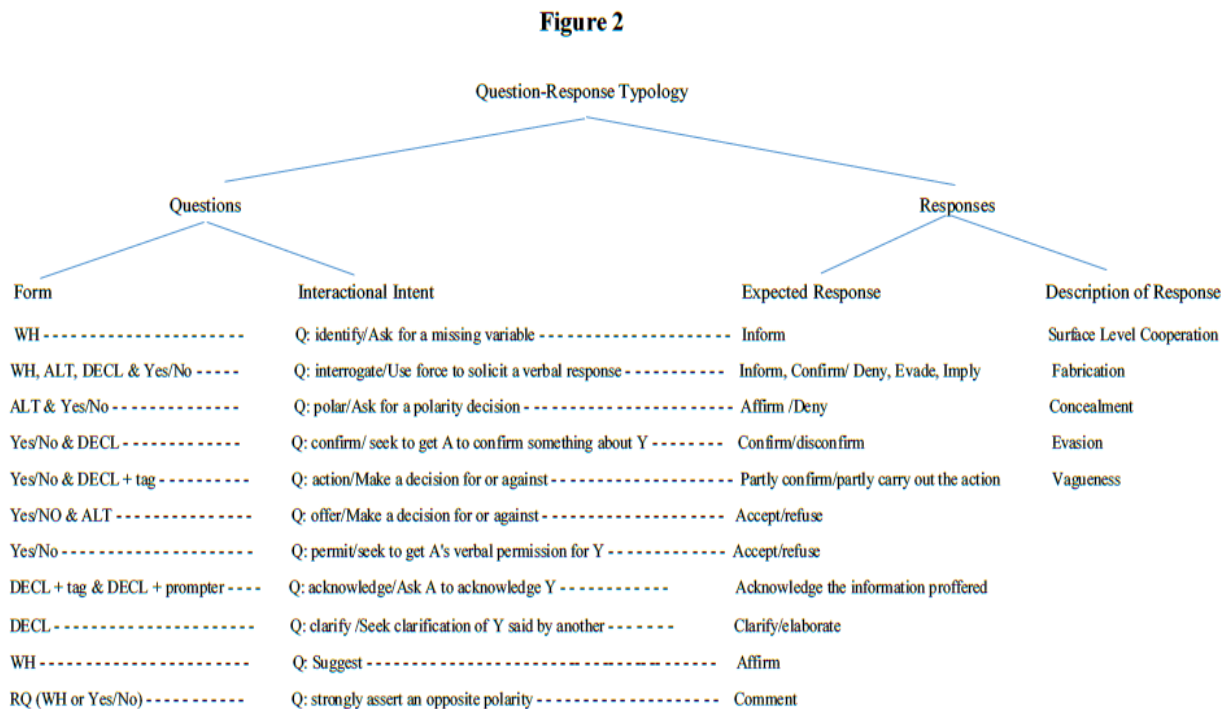 Figure 2
Question-Response Typology
Questions Responses
Form Interactional Intent Expected Response Description of Response
WH Q: identify/Ask for a missing variable Inform Surface Level Cooperation
WH, ALT, DECL & Yes/No Q: interrogate/Use force to solicit a verbal response Inform, Confirm/ Deny, Evade, Imply Fabrication
ALT & Yes/No Q: polar/Ask for a polarity decision Affirm /Deny Concealment
Yes/No & DECL Q: confirm/ seek to get A to confirm something about Y Confirm/disconfirm Evasion
Yes/No & DECL + tag Q: action/Make a decision for or against Partly confirm/partly carry out the action Vagueness
Yes/NO & ALT Q: offer/Make a decision for or against Accept/refuse
Yes/No Q: permit/seek to get A's verbal permission for Y Accept/refuse
DECL + tag & DECL + prompter Q: acknowledge/Ask A to acknowledge Y Acknowledge the information proffered
DECL Q: clarify /Seek clarification of Y said by another Clarify/elaborate
WH Q: Suggest Affirm
RQ (WH or Yes/No) Q: strongly assert an opposite polarity Comment